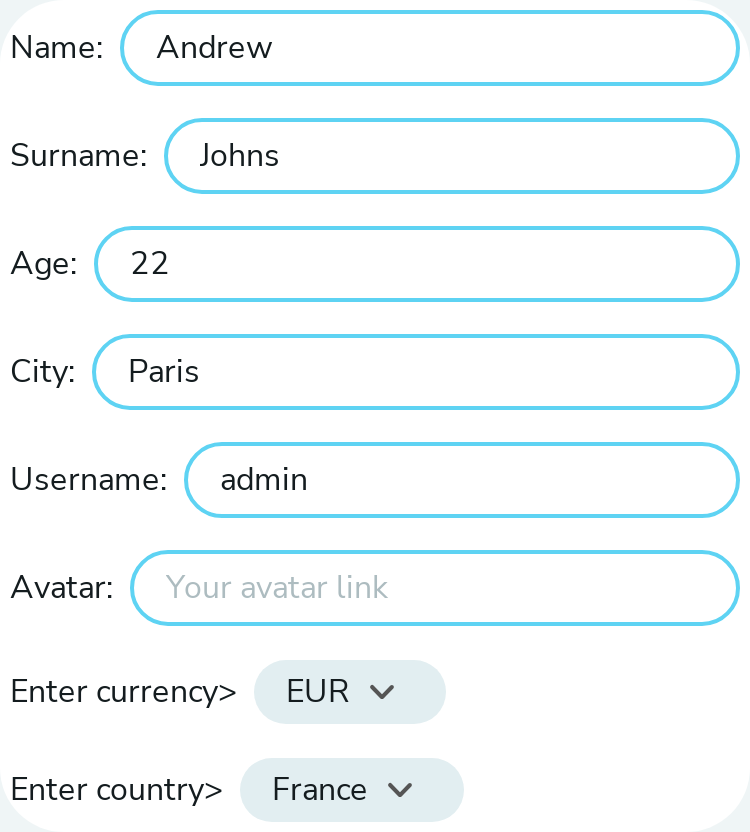 Name: Andrew
Surname: Johns
Age: 22
City: Paris
Username: admin
Avatar: Your avatar link
Enter currency> EUR
Enter country> France